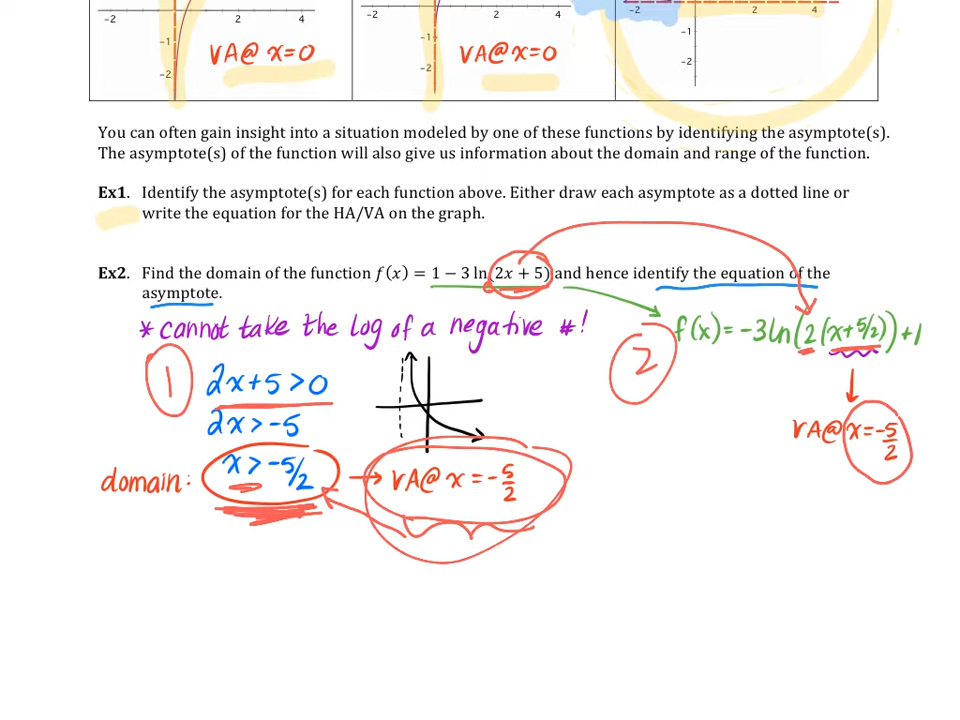 -2 2 4 -1 -2
VA@ x=0
-2 2 4 -1 -2
VA@ x=0
-2 2 4 -1 -2
You can often gain insight into a situation modeled by one of these functions by identifying the asymptote(s).
The asymptote(s) of the function will also give us information about the domain and range of the function.
Ex1. Identify the asymptote(s) for each function above. Either draw each asymptote as a dotted line or
write the equation for the HA/VA on the graph.
Ex2. Find the domain of the function f(x) = 1 − 3 ln(2x + 5) and hence identify the equation of the
asymptote.
* cannot take the log of a negative #!
1
2x+5>0
2x>-5
domain: x>-5/2 → VA@ x = -5/2
2
f(x)= -3ln(2(x+5/2))+1
VA@ x=-5/2